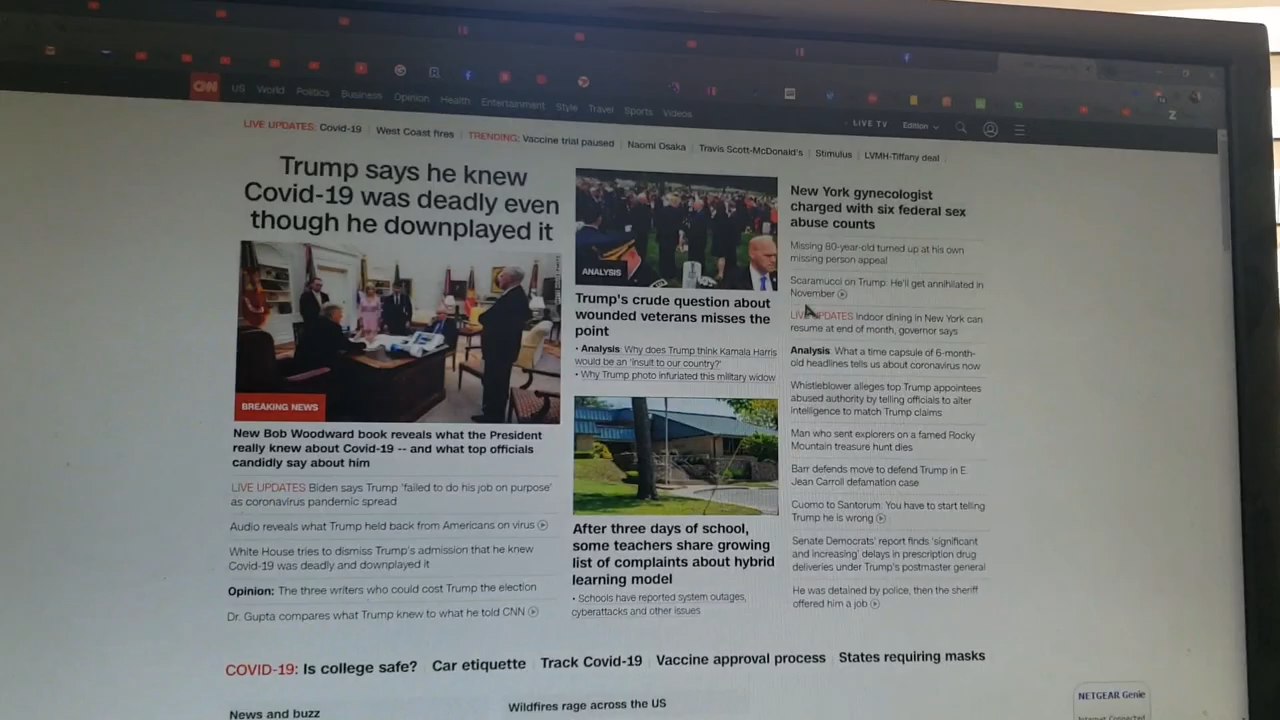 CNN US World Politics Business Opinion Health Entertainment Style Travel Sports Videos
LIVE TV Edition
LIVE UPDATES: Covid-19 West Coast fires TRENDING: Vaccine trial paused Naomi Osaka Travis Scott-McDonald's Stimulus LVMH-Tiffany deal
Trump says he knew
Covid-19 was deadly even
though he downplayed it
BREAKING NEWS
New Bob Woodward book reveals what the President
really knew about Covid-19 -- and what top officials
candidly say about him
LIVE UPDATES Biden says Trump 'failed to do his job on purpose'
as coronavirus pandemic spread
Audio reveals what Trump held back from Americans on virus
White House tries to dismiss Trump's admission that he knew
Covid-19 was deadly and downplayed it
Opinion: The three writers who could cost Trump the election
Dr. Gupta compares what Trump knew to what he told CNN
ANALYSIS
Trump's crude question about
wounded veterans misses the
point
• Analysis: Why does Trump think Kamala Harris
would be an 'insult to our country?'
• Why Trump photo infuriated this military widow
After three days of school,
some teachers share growing
list of complaints about hybrid
learning model
• Schools have reported system outages,
cyberattacks and other issues
New York gynecologist
charged with six federal sex
abuse counts
Missing 80-year-old turned up at his own
missing person appeal
Scaramucci on Trump: He'll get annihilated in
November
LIVE UPDATES Indoor dining in New York can
resume at end of month, governor says
Analysis: What a time capsule of 6-month-
old headlines tells us about coronavirus now
Whistleblower alleges top Trump appointees
abused authority by telling officials to alter
intelligence to match Trump claims
Man who sent explorers on a famed Rocky
Mountain treasure hunt dies
Barr defends move to defend Trump in E.
Jean Carroll defamation case
Cuomo to Santorum: You have to start telling
Trump he is wrong
Senate Democrats' report finds 'significant
and increasing' delays in prescription drug
deliveries under Trump's postmaster general
He was detained by police, then the sheriff
offered him a job
COVID-19: Is college safe? Car etiquette Track Covid-19 Vaccine approval process States requiring masks
News and buzz
Wildfires rage across the US
NETGEAR Genie
Internet Connected